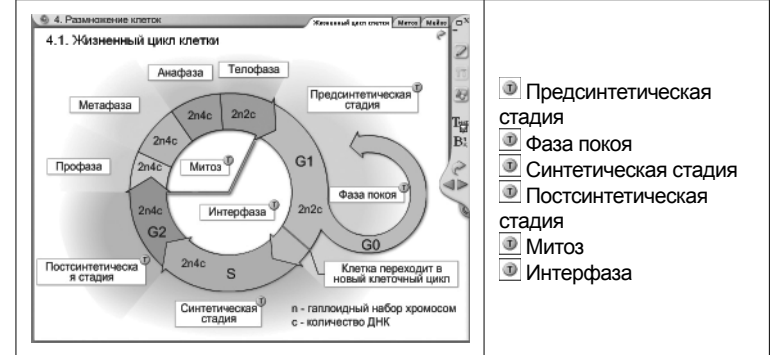 4. Размножение клеток
Жизненный цикл клетки Митоз Мейоз
4.1. Жизненный цикл клетки
Анафаза
Телофаза
Метафаза
Предсинтетическая
стадия
2n4c
2n2c
2n4c
G1
Профаза
2n4c
Митоз
Фаза покоя
Интерфаза
2n4c
2n2c
G2
G0
2n4c
S
Постсинтетическа
я стадия
Клетка переходит в
новый клеточный цикл
Синтетическая
стадия
n - гаплоидный набор хромосом
c - количество ДНК
Предсинтетическая
стадия
Фаза покоя
Синтетическая стадия
Постсинтетическая
стадия
Митоз
Интерфаза